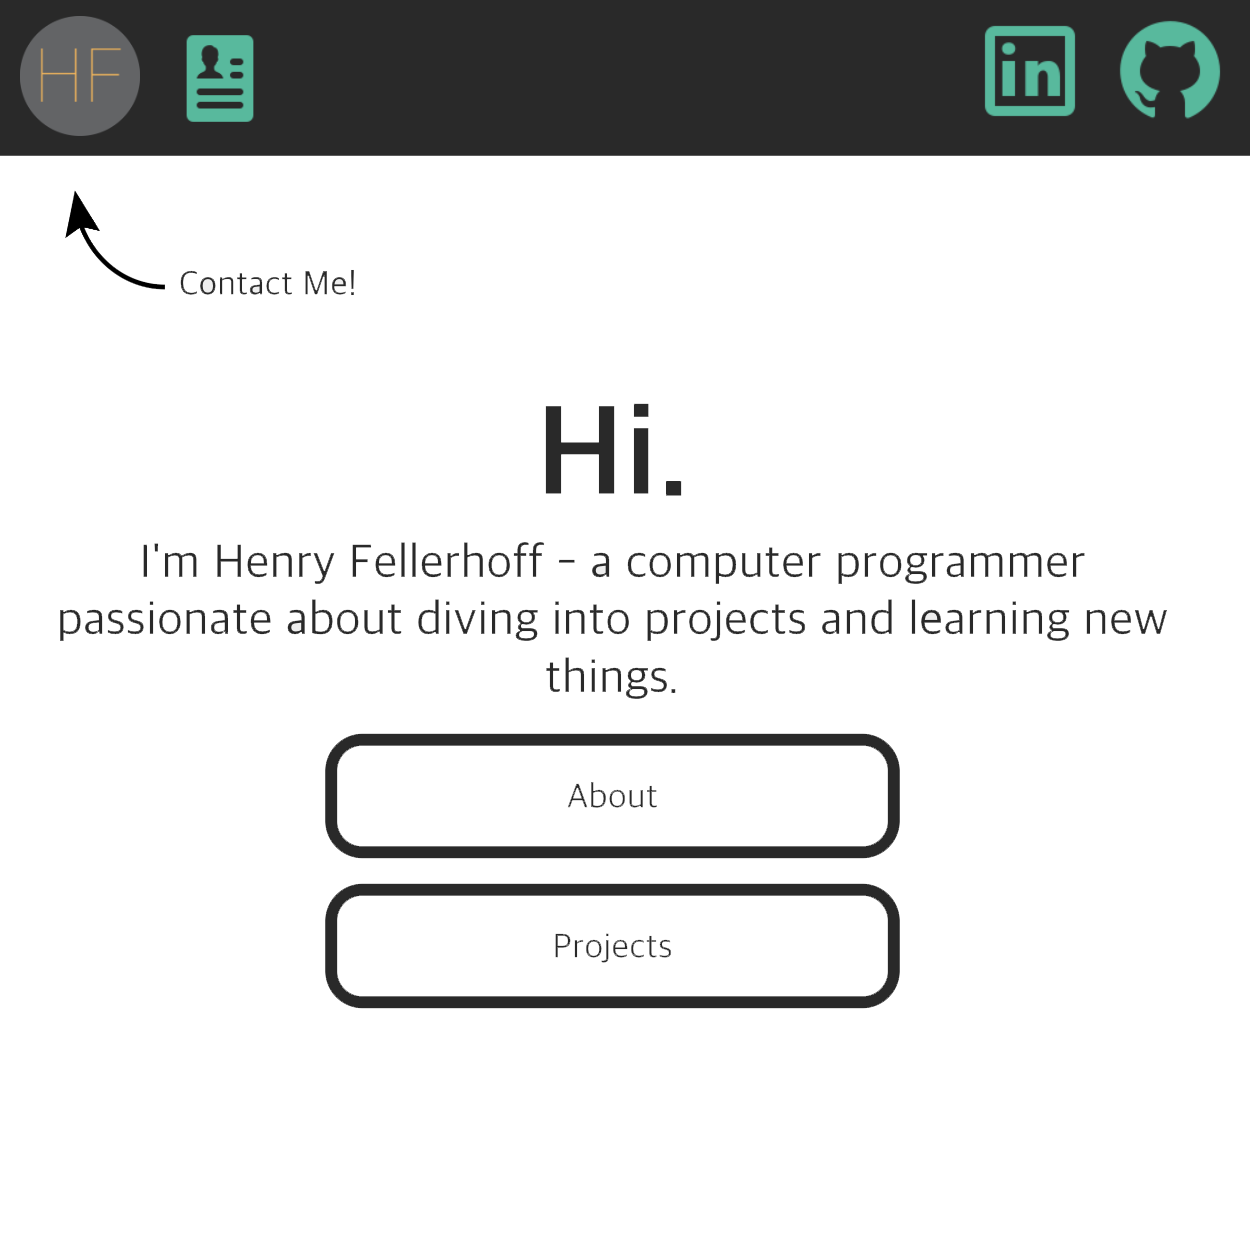 HF in
Contact Me!
Hi.
I'm Henry Fellerhoff - a computer programmer
passionate about diving into projects and learning new
things.
About
Projects